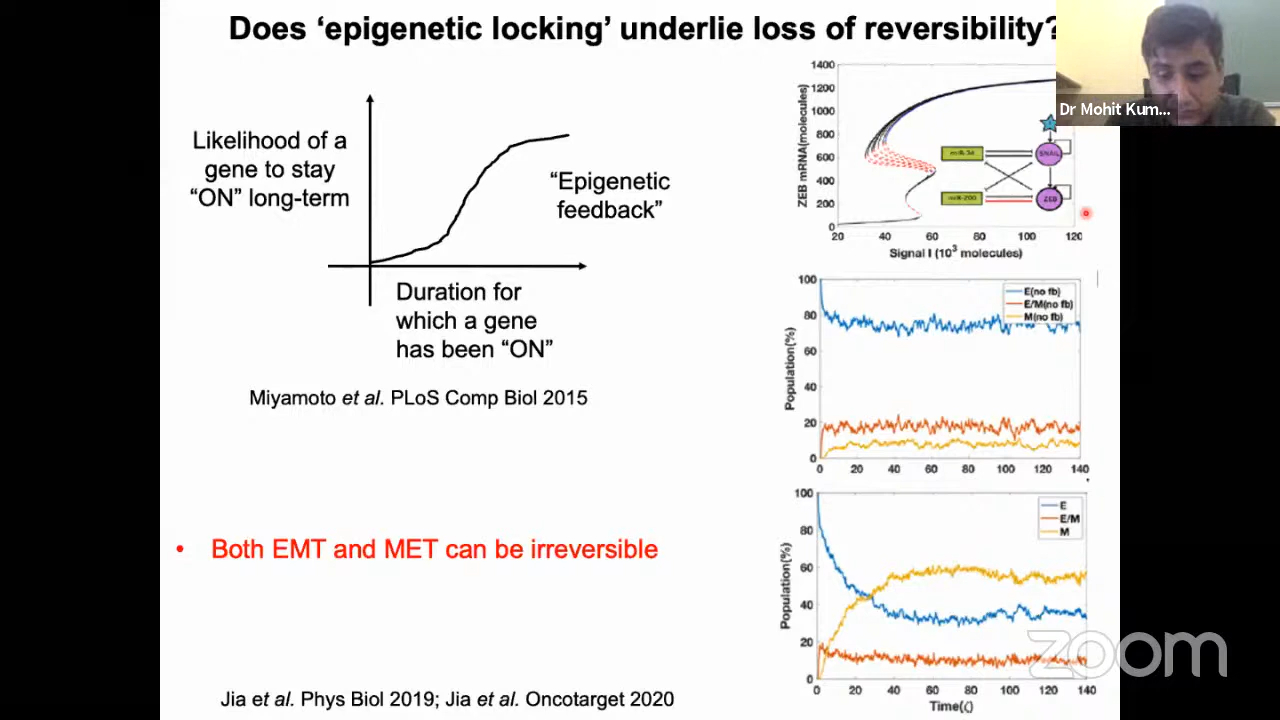 Does ‘epigenetic locking’ underlie loss of reversibility?
Likelihood of a
gene to stay
“ON” long-term
“Epigenetic
feedback”
Duration for
which a gene
has been “ON”
Miyamoto et al. PLoS Comp Biol 2015
• Both EMT and MET can be irreversible
Jia et al. Phys Biol 2019; Jia et al. Oncotarget 2020
Dr Mohit Kum...
ZEB mRNA(molecules)
1400
1200
1000
800
600
400
200
0
20 40 60 80 100 120
Signal I (10³ molecules)
miR-34
SNAIL
miR-200
ZEB
Population(%)
100
80
60
40
20
0
0 20 40 60 80 100 120 140
E(no fb)
E/M(no fb)
M(no fb)
Population(%)
100
80
60
40
20
0
0 20 40 60 80 100 120 140
E
E/M
M
zoom